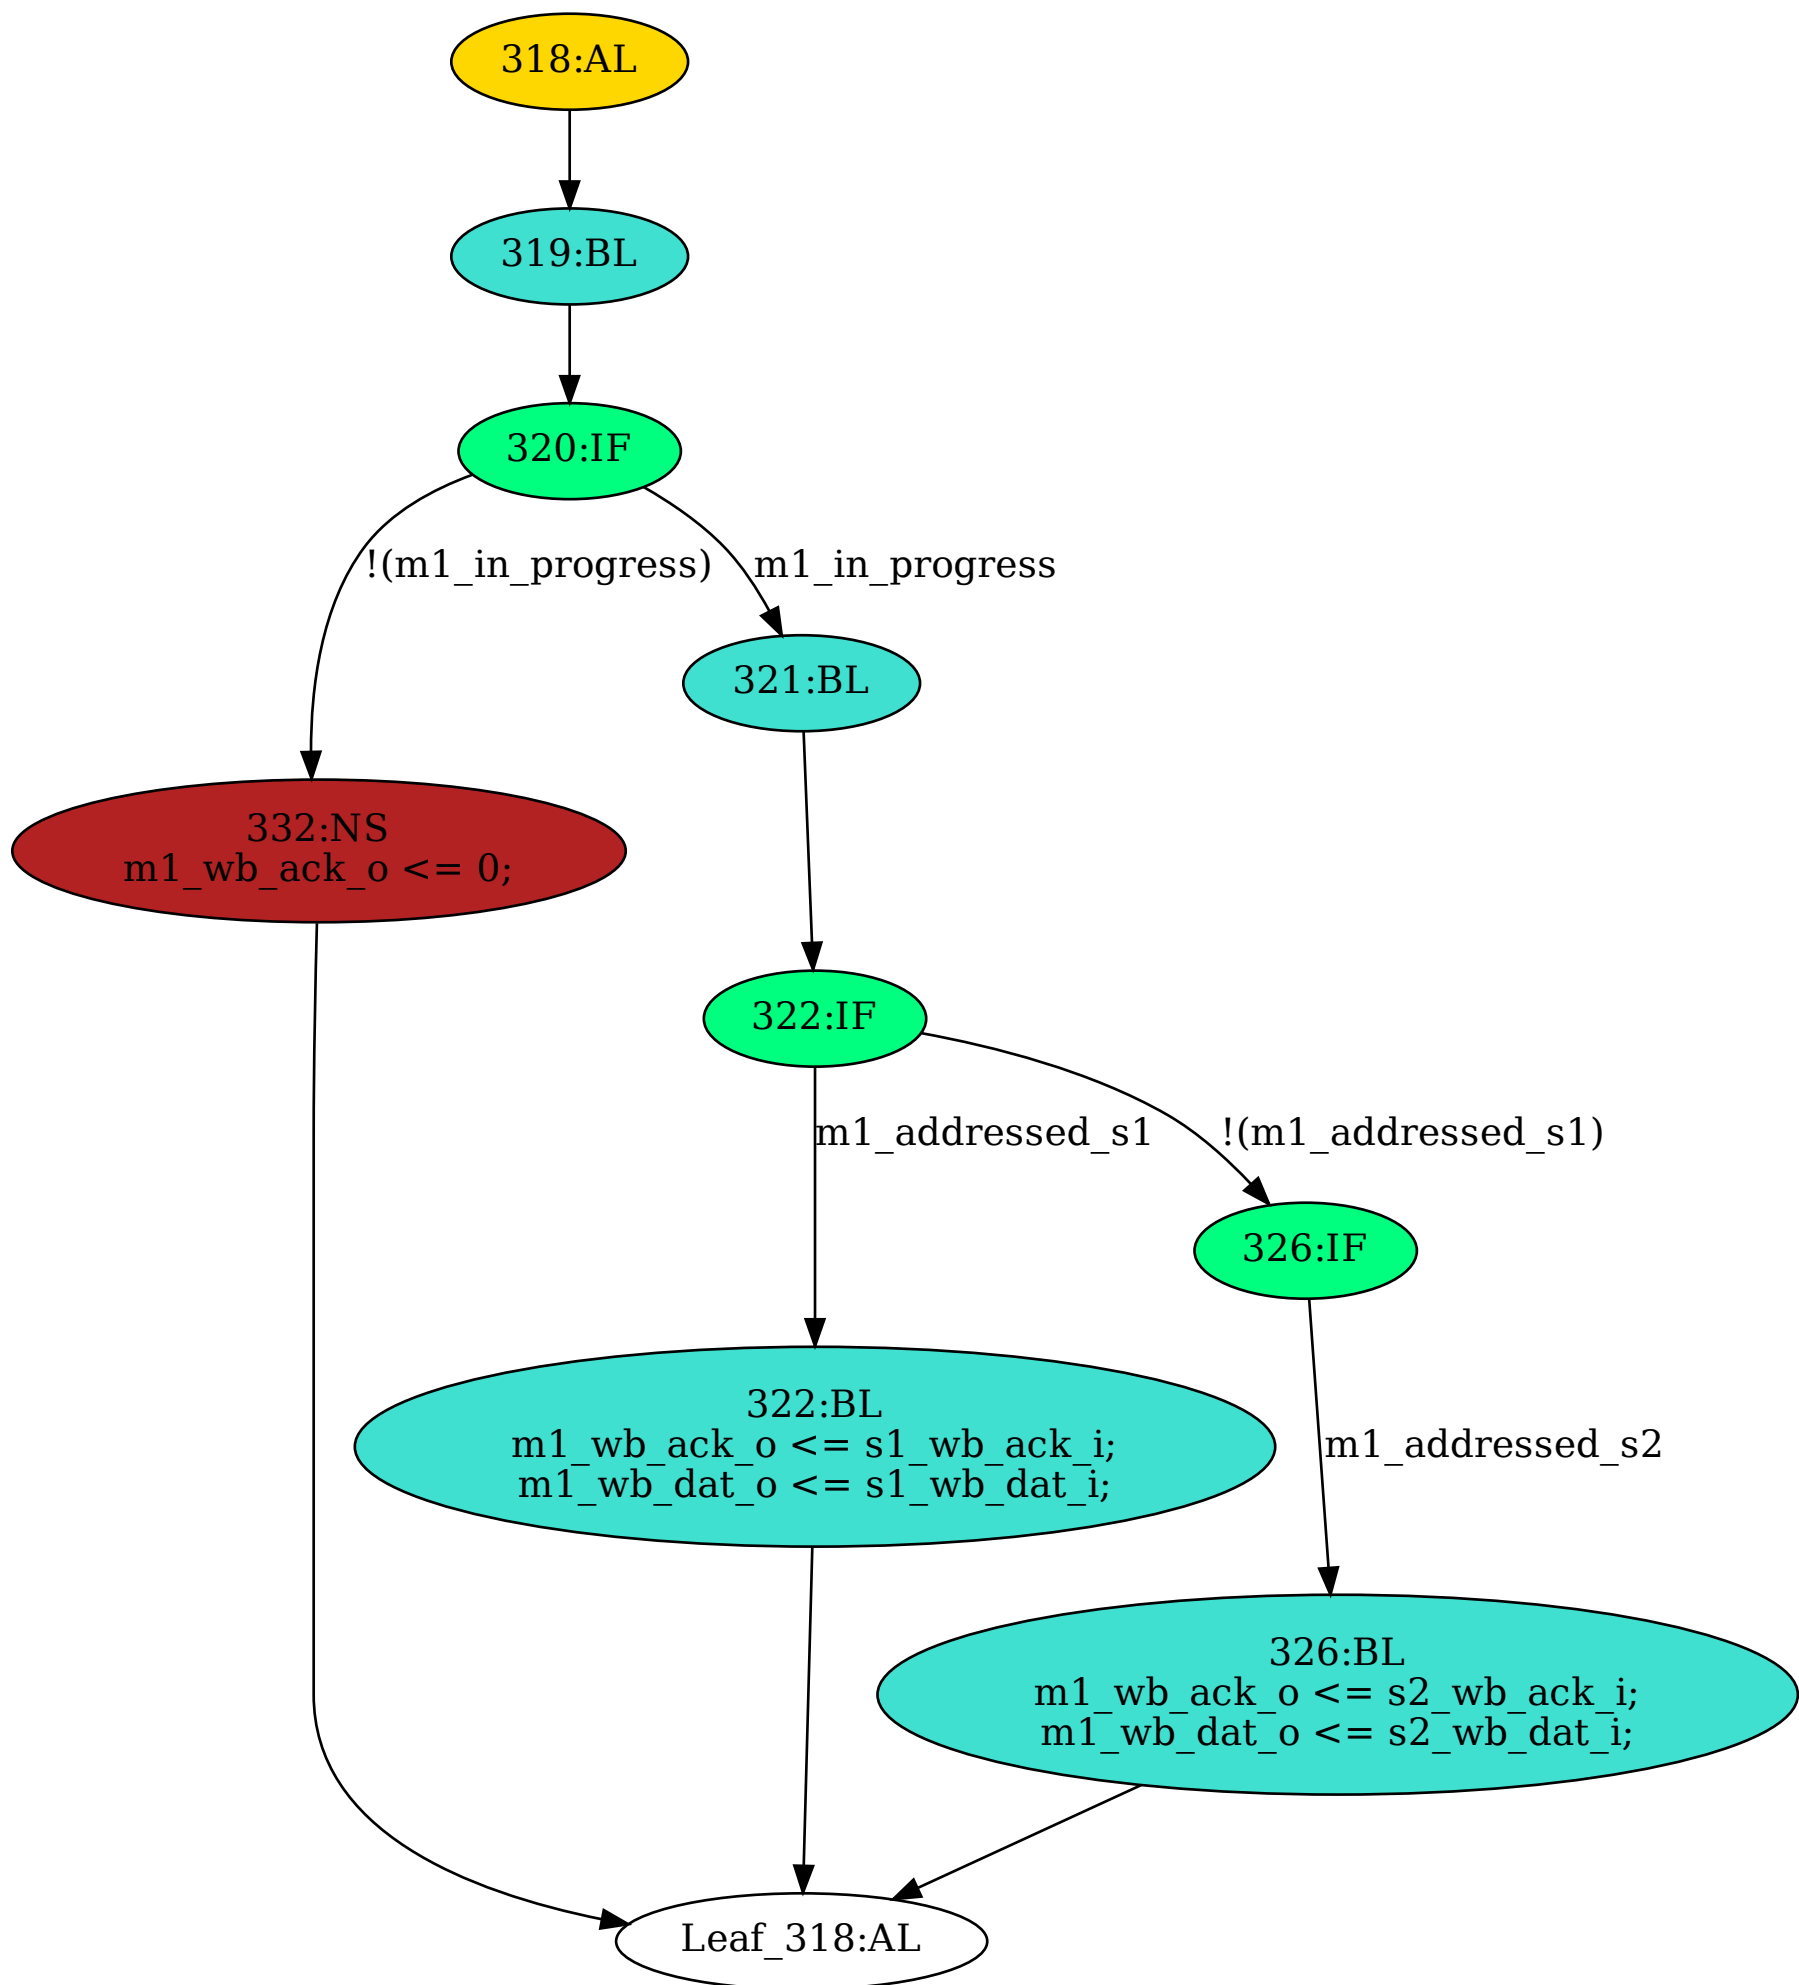 318:AL
319:BL
320:IF
!(m1_in_progress)
m1_in_progress
321:BL
332:NS
m1_wb_ack_o <= 0;
322:IF
m1_addressed_s1
!(m1_addressed_s1)
326:IF
322:BL
m1_wb_ack_o <= s1_wb_ack_i;
m1_wb_dat_o <= s1_wb_dat_i;
m1_addressed_s2
326:BL
m1_wb_ack_o <= s2_wb_ack_i;
m1_wb_dat_o <= s2_wb_dat_i;
Leaf_318:AL